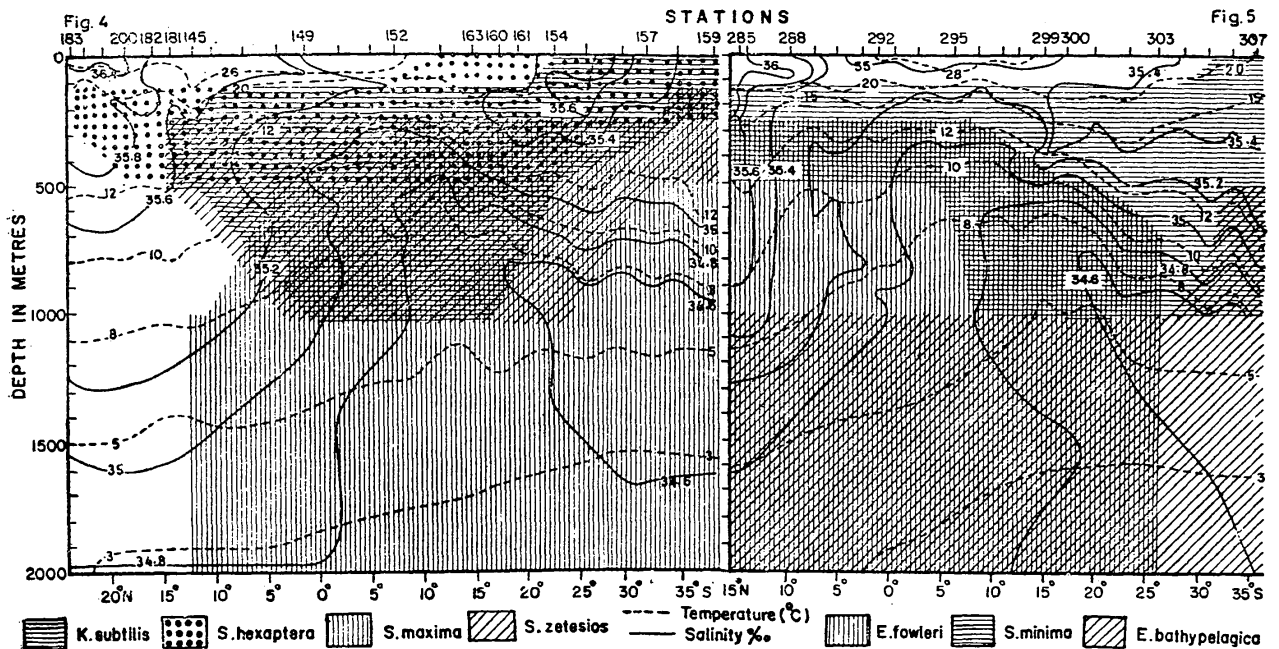 Fig. 4 STATIONS Fig. 5
183 200 182 181 145 149 152 163 160 161 154 157 159 285 288 292 295 299 300 303 307
DEPTH IN METRES
0
500
1000
1500
2000
36 26 20 12 35.8 35.6 12 10 35.2 8 5 35 3 34.8
35.6 35.4 12 35 10 34.8 8 5 3 34.6
36 35 20 28 15 12 10 35.6 35.4 8 34.6
35.4 20 15 35.4 35.2 35 12 10 34.8 8 5 3
20°N 15° 10° 5° 0° 5° 10° 15° 20° 25° 30° 35° S 15°N 10° 5° 0° 5° 10° 15° 20° 25° 30° 35°S
K. subtilis S. hexaptera S. maxima S. zetesios Temperature (°C) Salinity ‰ E. fowleri S. minima E. bathypelagica